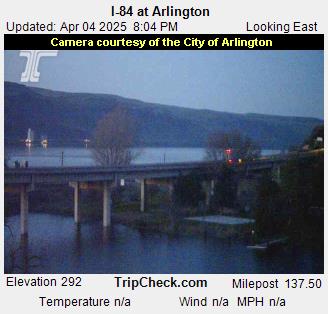 I-84 at Arlington
Updated: Apr 04 2025 8:04 PM Looking East
Camera courtesy of the City of Arlington
Elevation 292 TripCheck.com Milepost 137.50
Temperature n/a Wind n/a MPH n/a